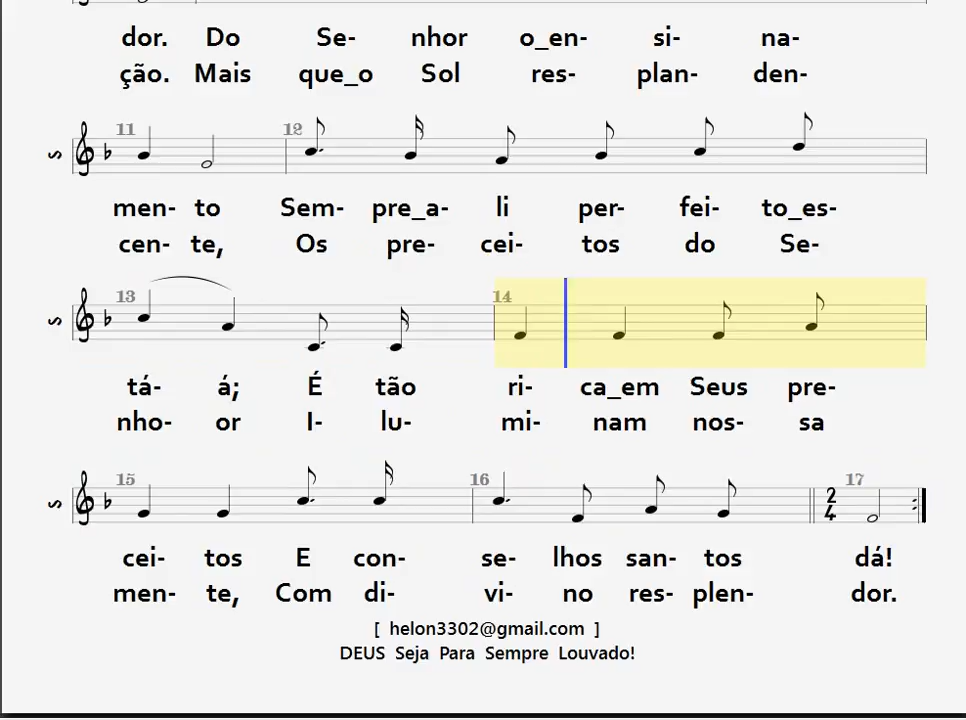 dor. Do Se- nhor o_en- si- na-
ção. Mais que_o Sol res- plan- den-
11 12
S
men- to Sem- pre_a- li per- fei- to_es-
cen- te, Os pre- cei- tos do Se-
13 14
S
tá- á; É tão ri- ca_em Seus pre-
nho- or I- lu- mi- nam nos- sa
15 16 17
S 2 4
cei- tos E con- se- lhos san- tos dá!
men- te, Com di- vi- no res- plen- dor.
[ helon3302@gmail.com ]
DEUS Seja Para Sempre Louvado!